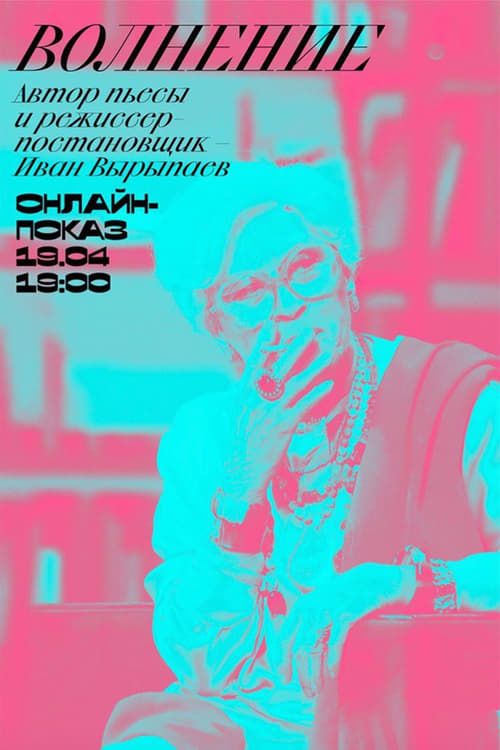 ВОЛНЕНИЕ
Автор пьесы
и режиссер-
постановщик –
Иван Вырыпаев
ОНЛАЙН-
ПОКАЗ
19.04
19:00